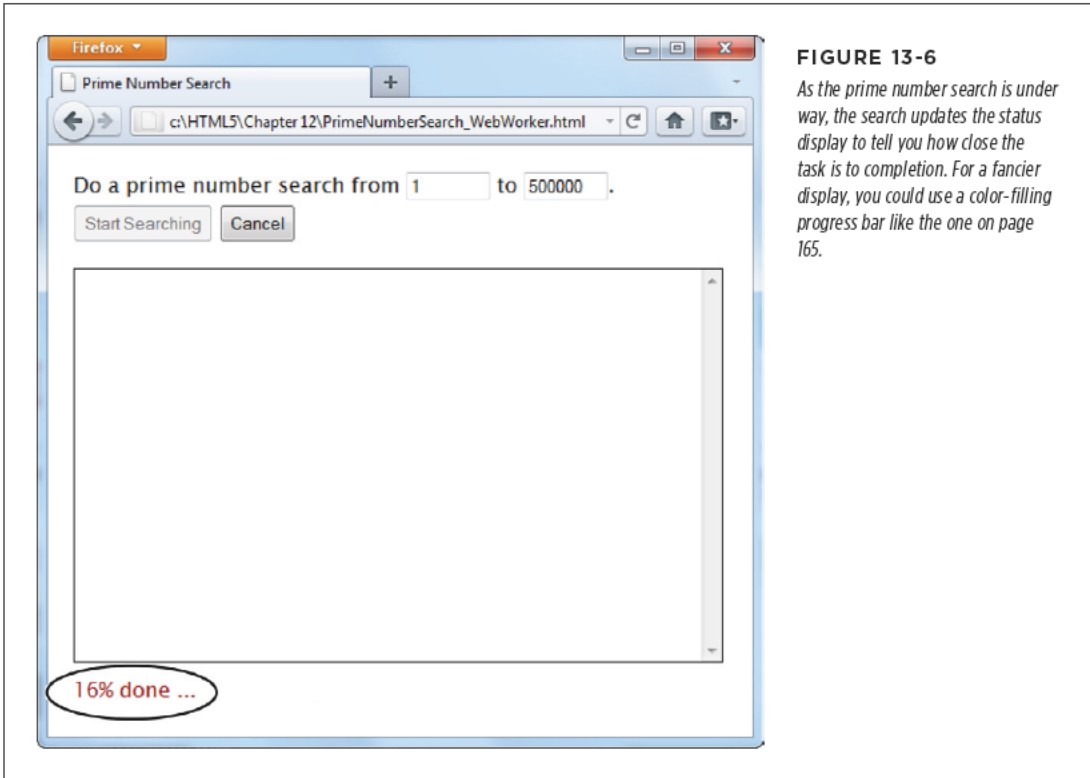 Firefox
Prime Number Search
c:\HTML5\Chapter 12\PrimeNumberSearch_WebWorker.html
Do a prime number search from 1 to 500000 .
Start Searching Cancel
16% done ...
FIGURE 13-6
As the prime number search is under
way, the search updates the status
display to tell you how close the
task is to completion. For a fancier
display, you could use a color-filling
progress bar like the one on page
165.